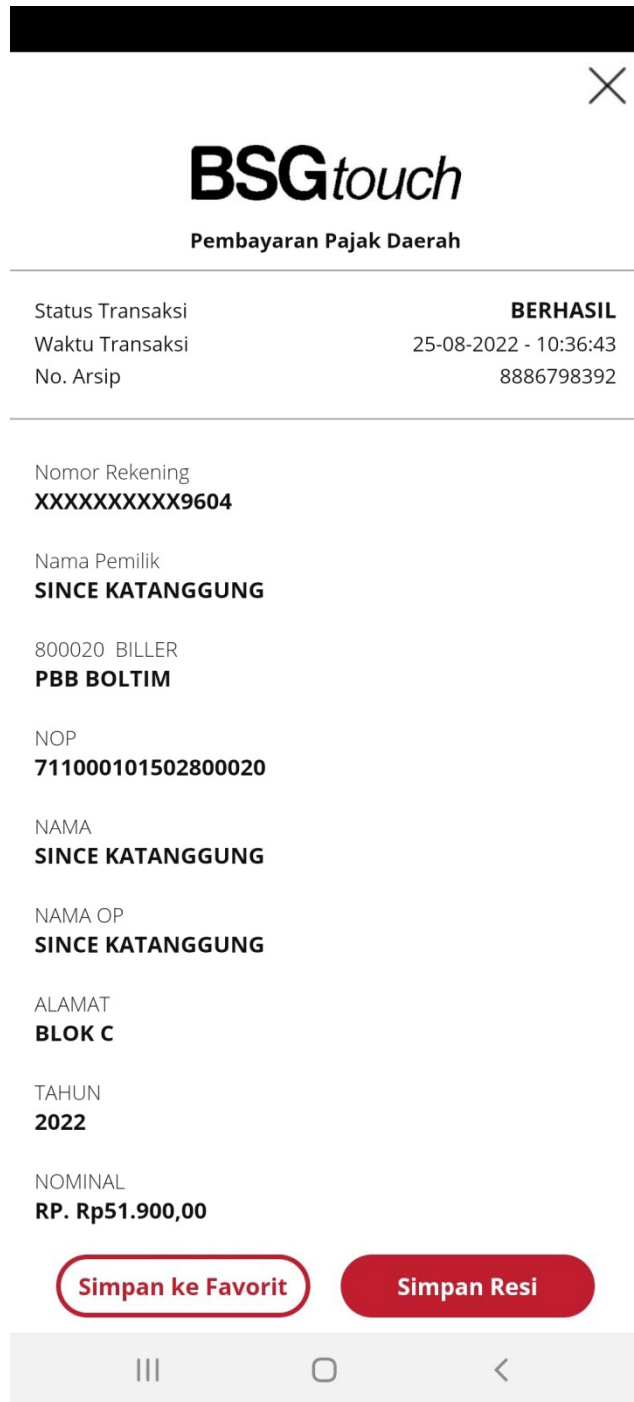 BSGtouch
Pembayaran Pajak Daerah
Status Transaksi BERHASIL
Waktu Transaksi 25-08-2022 - 10:36:43
No. Arsip 8886798392
Nomor Rekening
XXXXXXXXXX9604
Nama Pemilik
SINCE KATANGGUNG
800020 BILLER
PBB BOLTIM
NOP
711000101502800020
NAMA
SINCE KATANGGUNG
NAMA OP
SINCE KATANGGUNG
ALAMAT
BLOK C
TAHUN
2022
NOMINAL
RP. Rp51.900,00
Simpan ke Favorit Simpan Resi